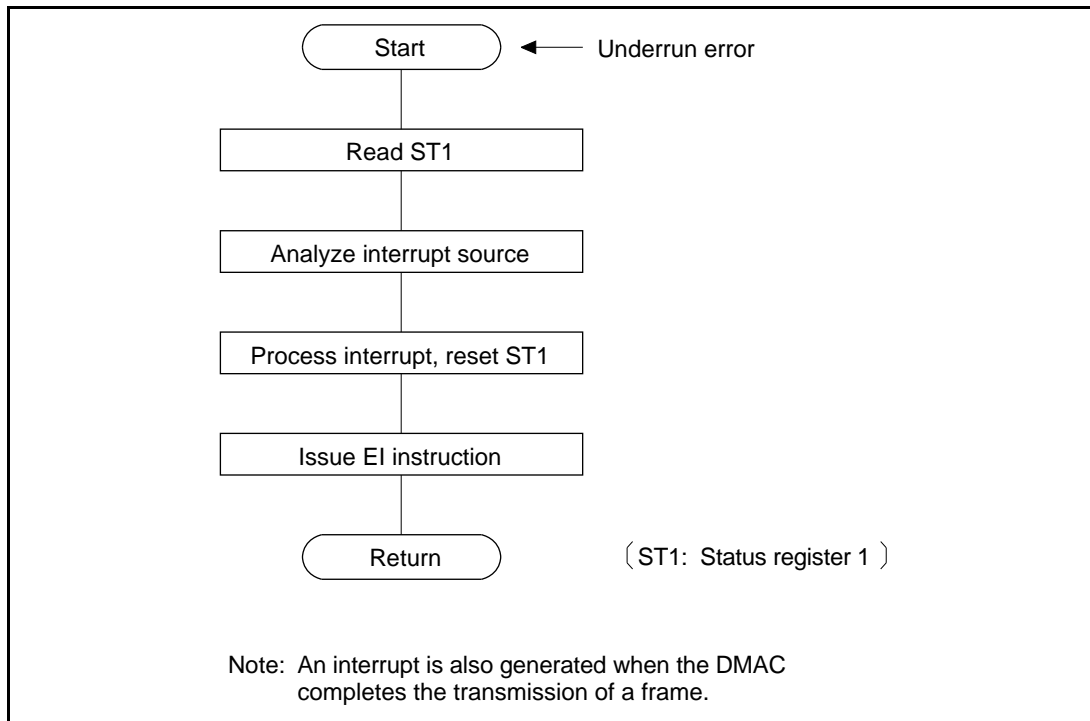 Start
Underrun error
Read ST1
Analyze interrupt source
Process interrupt, reset ST1
Issue EI instruction
Return
(ST1: Status register 1 )
Note: An interrupt is also generated when the DMAC
completes the transmission of a frame.